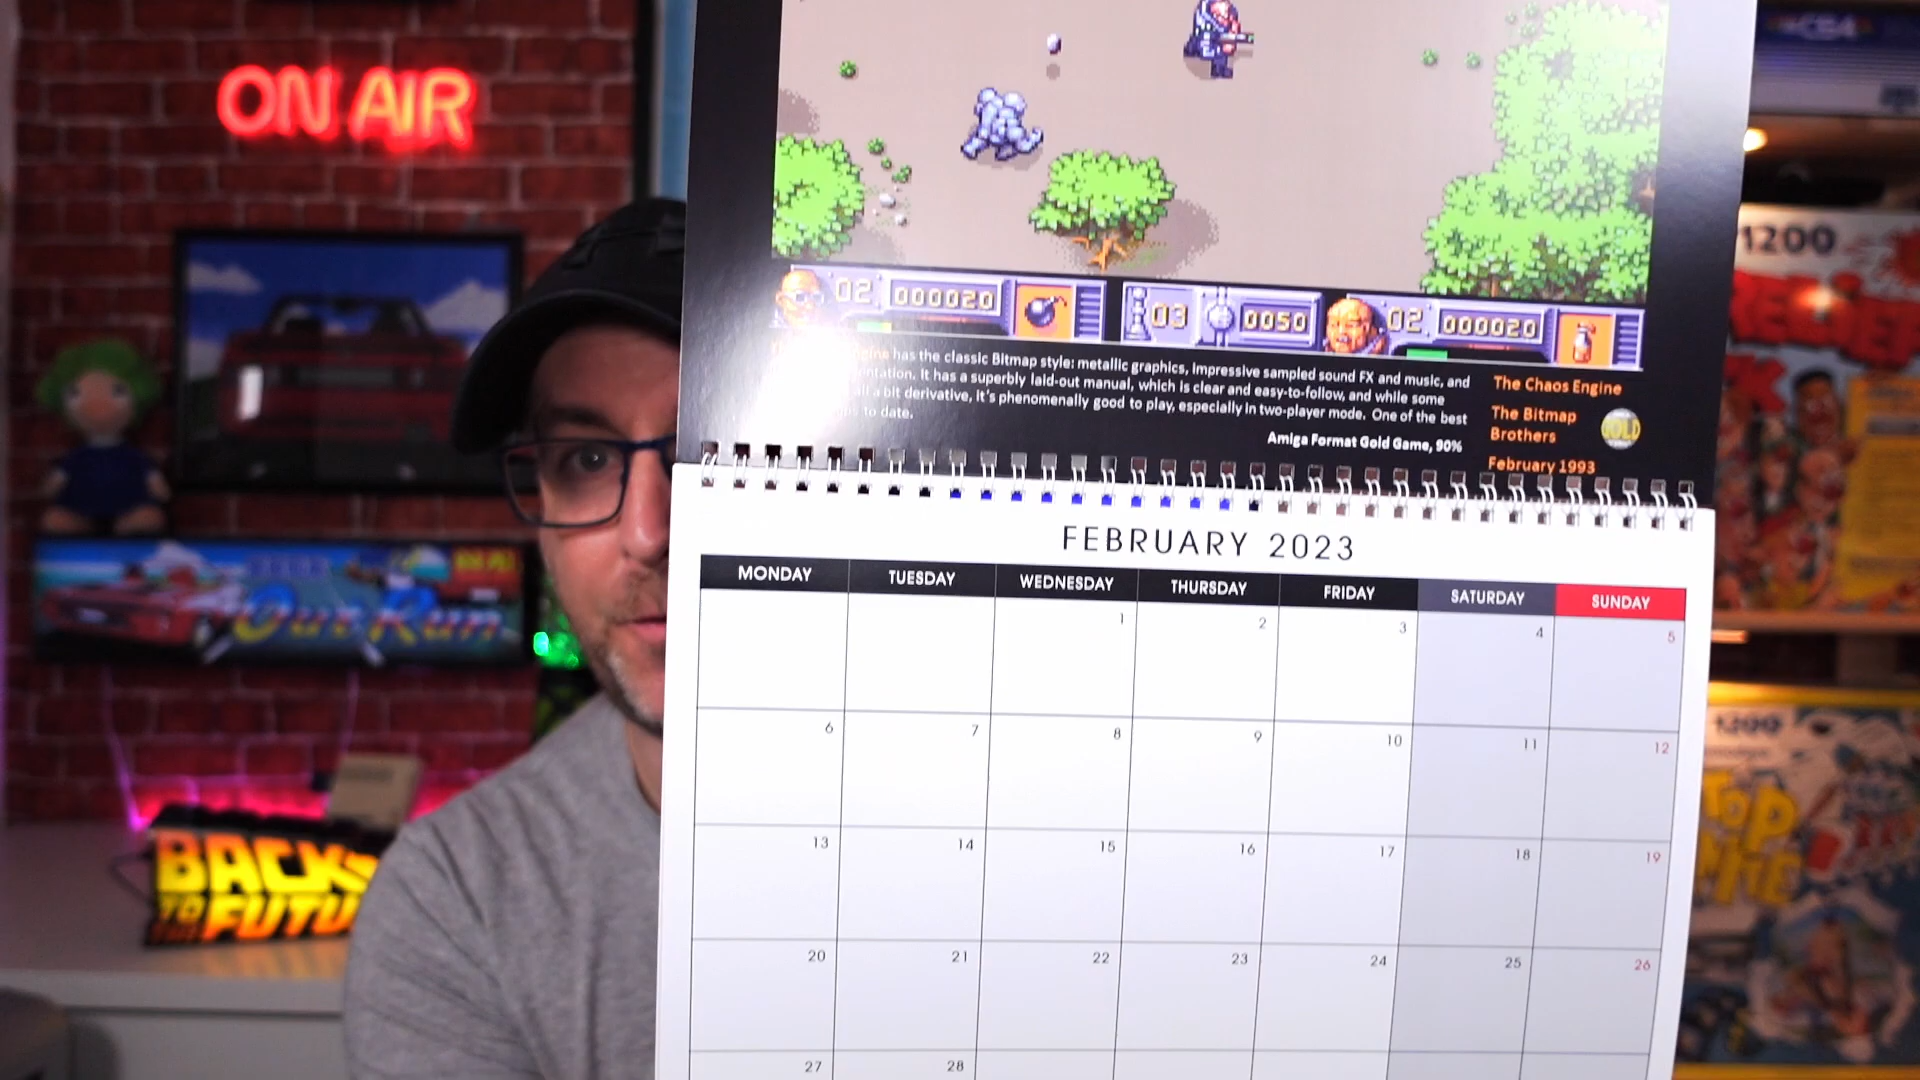 ON AIR
C64
1200
02 000020 03 0050 02 000020
has the classic Bitmap style: metallic graphics, impressive sampled sound FX and music, and
It has a superbly laid-out manual, which is clear and easy-to-follow, and while some
a bit derivative, it's phenomenally good to play, especially in two-player mode. One of the best
to date.
Amiga Format Gold Game, 90%
The Chaos Engine
The Bitmap
Brothers
GOLD
February 1993
FEBRUARY 2023
MONDAY TUESDAY WEDNESDAY THURSDAY FRIDAY SATURDAY SUNDAY
1 2 3 4 5
6 7 8 9 10 11 12
13 14 15 16 17 18 19
20 21 22 23 24 25 26
27 28
OutRun
BACK
TO
FUTU
1200